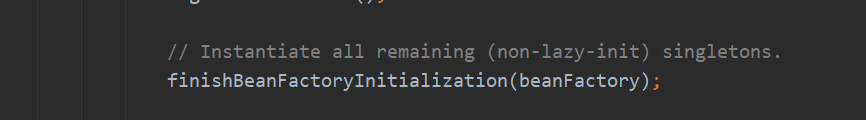 // Instantiate all remaining (non-lazy-init) singletons.
finishBeanFactoryInitialization(beanFactory);